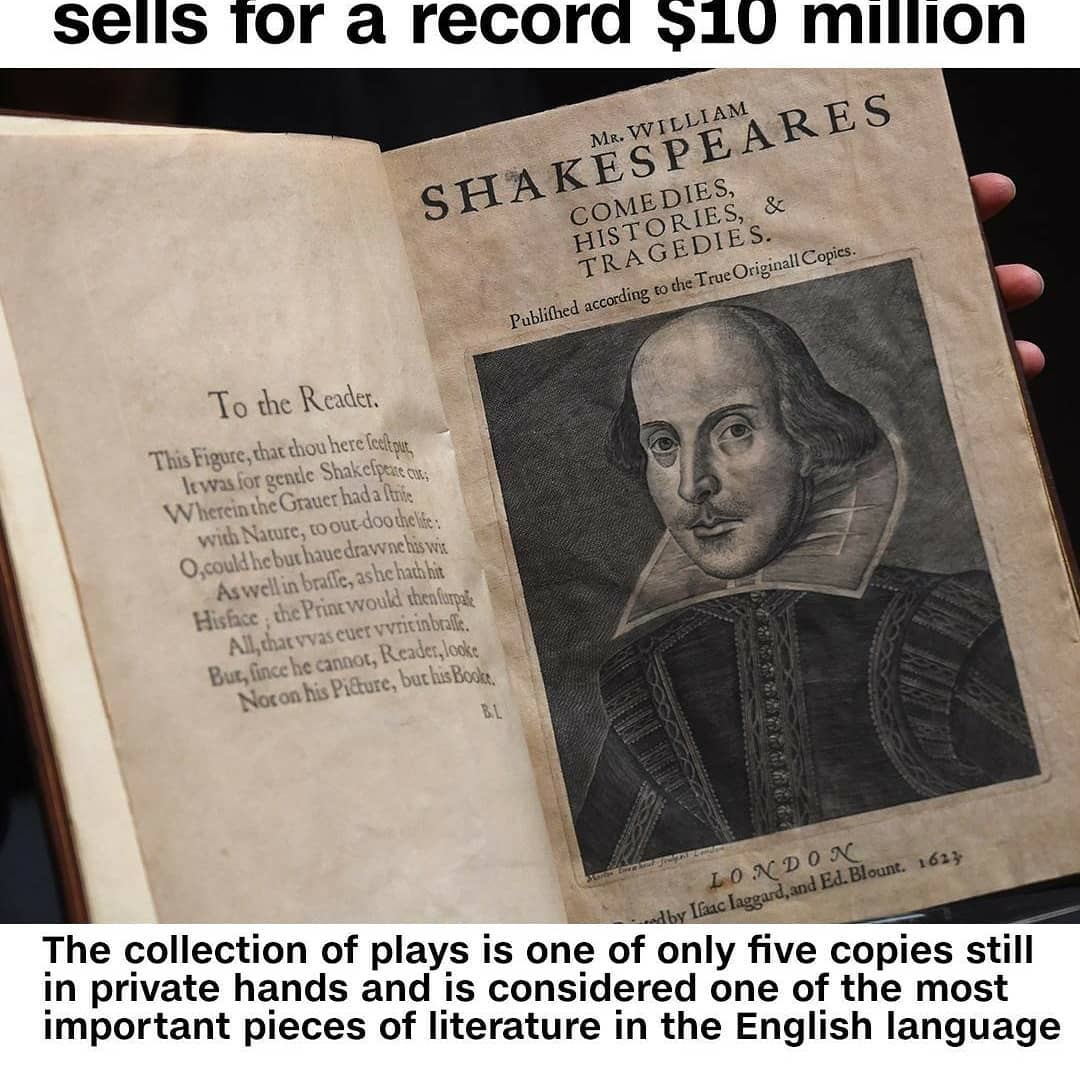 sells for a record $10 million
MR. WILLIAM
SHAKESPEARES
COMEDIES,
HISTORIES, &
TRAGEDIES.
Publiſhed according to the True Originall Copies.
To the Reader.
This Figure, that thou here ſeeſt put,
It was for gentle Shakeſpeare cut;
Wherein the Grauer had a ſtrife
with Nature, to out-doo the life :
O, could he but haue drawne his wit
As well in braſſe, as he hath hit
His face ; the Print would then ſurpaſſe
All, that vvas euer vvrit in braſſe.
But, ſince he cannot, Reader, looke
Not on his Picture, but his Booke.
B. I.
LONDON
by Iſaac Iaggard, and Ed. Blount. 1623
The collection of plays is one of only five copies still
in private hands and is considered one of the most
important pieces of literature in the English language